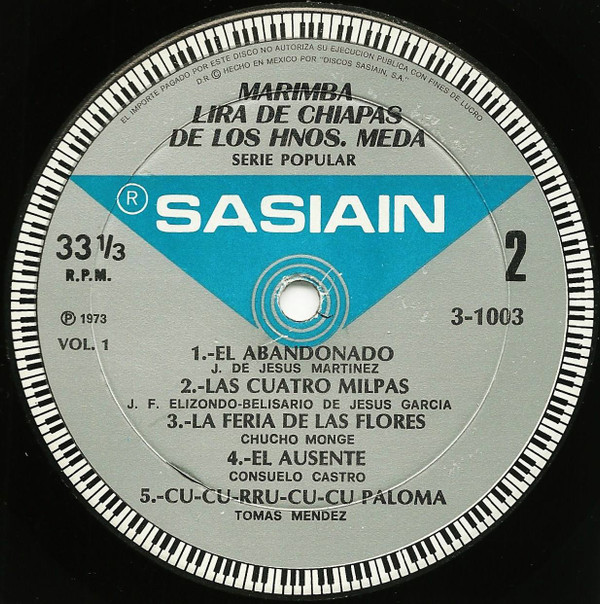 EL IMPORTE PAGADO POR ESTE DISCO NO AUTORIZA SU EJECUCION PUBLICA CON FINES DE LUCRO
D.R. © HECHO EN MEXICO POR "DISCOS SASIAIN, S.A."
MARIMBA
LIRA DE CHIAPAS
DE LOS HNOS. MEDA
SERIE POPULAR
® SASIAIN
33 1/3
R.P.M.
2
℗ 1973
3-1003
VOL. 1
1.-EL ABANDONADO
J. DE JESUS MARTINEZ
2.-LAS CUATRO MILPAS
J. F. ELIZONDO-BELISARIO DE JESUS GARCIA
3.-LA FERIA DE LAS FLORES
CHUCHO MONGE
4.-EL AUSENTE
CONSUELO CASTRO
5.-CU-CU-RRU-CU-CU PALOMA
TOMAS MENDEZ